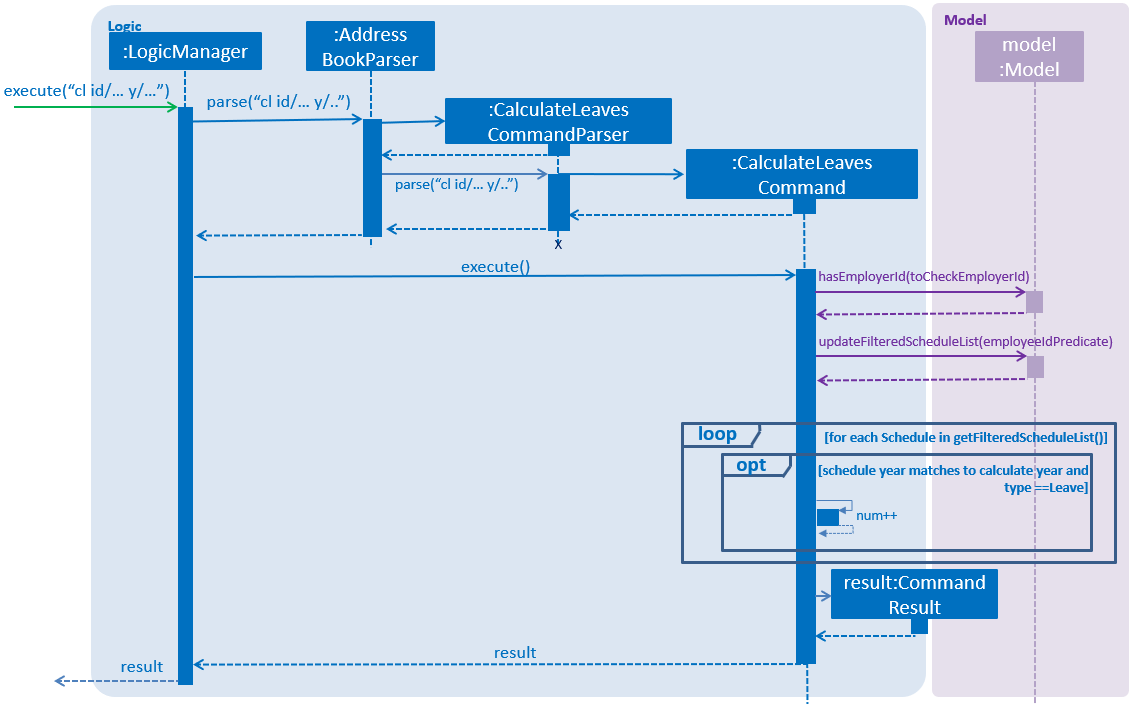 Logic
Model
:LogicManager
:Address
BookParser
model
:Model
execute(“cl id/... y/...”)
parse(“cl id/... y/..”)
:CalculateLeaves
CommandParser
:CalculateLeaves
Command
parse(“cl id/... y/..”)
X
execute()
hasEmployerId(toCheckEmployerId)
updateFilteredScheduleList(employeeIdPredicate)
loop
[for each Schedule in getFilteredScheduleList()]
opt
[schedule year matches to calculate year and
type ==Leave]
num++
result:Command
Result
result
result